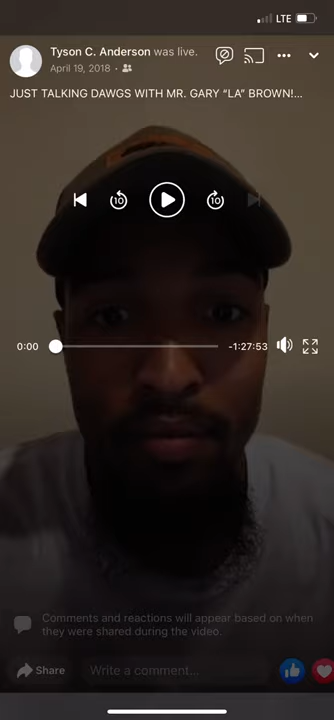 LTE
Tyson C. Anderson was live.
April 19, 2018 ·
JUST TALKING DAWGS WITH MR. GARY “LA” BROWN!...
10
10
0:00
-1:27:53
Comments and reactions will appear based on when
they were shared during the video.
Share
Write a comment...